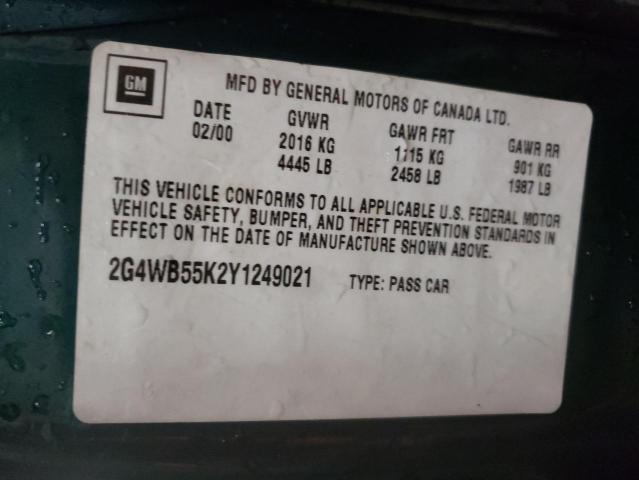 GM
MFD BY GENERAL MOTORS OF CANADA LTD.
DATE GVWR GAWR FRT GAWR RR
02/00 2016 KG 1115 KG 901 KG
4445 LB 2458 LB 1987 LB
THIS VEHICLE CONFORMS TO ALL APPLICABLE U.S. FEDERAL MOTOR
VEHICLE SAFETY, BUMPER, AND THEFT PREVENTION STANDARDS IN
EFFECT ON THE DATE OF MANUFACTURE SHOWN ABOVE.
2G4WB55K2Y1249021 TYPE: PASS CAR